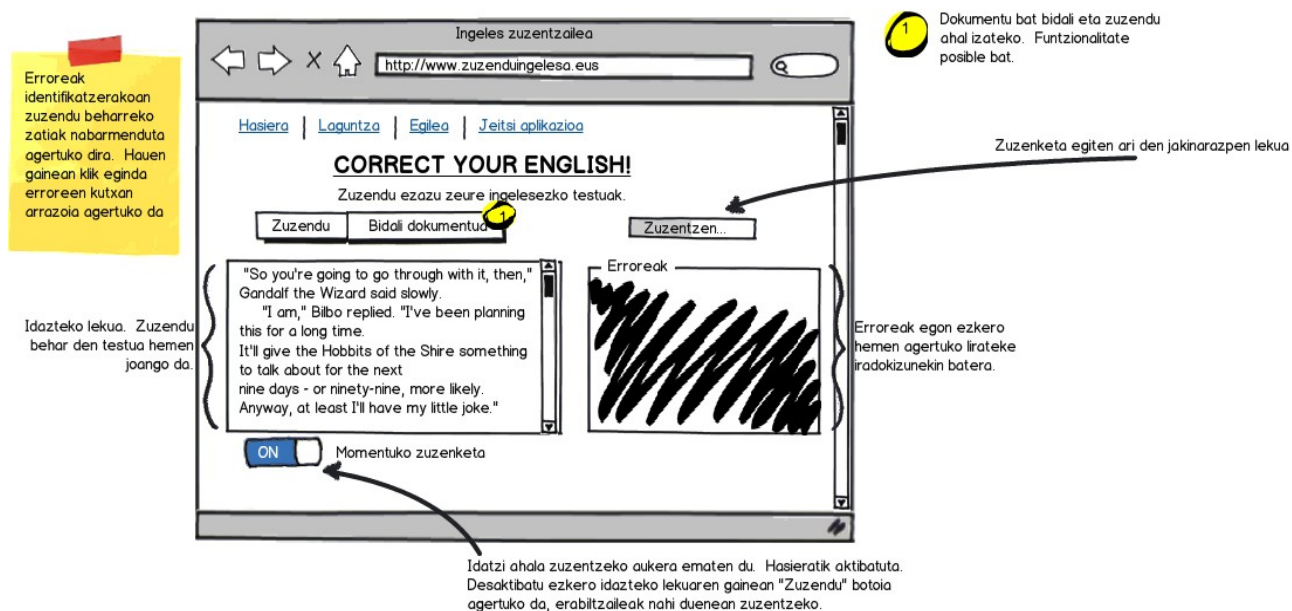 Ingeles zuzentzailea
http://www.zuzenduingelesa.eus
1
Dokumentu bat bidali eta zuzendu
ahal izateko. Funtzionalitate
posible bat.
Erroreak
identifikatzerakoan
zuzendu beharreko
zatiak nabarmenduta
agertuko dira. Hauen
gainean klik eginda
erroreen kutxan
arrazoia agertuko da
Hasiera | Laguntza | Egilea | Jeitsi aplikazioa
Zuzenketa egiten ari den jakinarazpen lekua
CORRECT YOUR ENGLISH!
Zuzendu ezazu zeure ingelesezko testuak.
Zuzendu
Bidali dokumentua
1
Zuzentzen...
"So you're going to go through with it, then,"
Gandalf the Wizard said slowly.
"I am," Bilbo replied. "I've been planning
this for a long time.
It'll give the Hobbits of the Shire something
to talk about for the next
nine days - or ninety-nine, more likely.
Anyway, at least I'll have my little joke."
Erroreak
Idazteko lekua. Zuzendu
behar den testua hemen
joango da.
Erroreak egon ezkero
hemen agertuko lirateke
iradokizunekin batera.
ON
Momentuko zuzenketa
Idatzi ahala zuzentzeko aukera ematen du. Hasieratik aktibatuta.
Desaktibatu ezkero idazteko lekuaren gainean "Zuzendu" botoia
agertuko da, erabiltzaileak nahi duenean zuzentzeko.